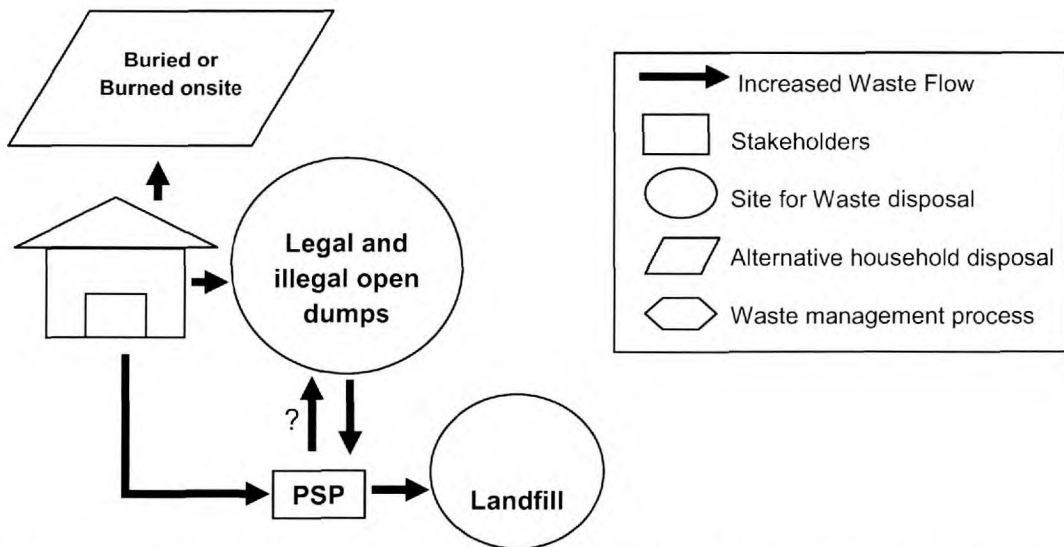 Buried or
Burned onsite
Legal and
illegal open
dumps
?
PSP
Landfill
Increased Waste Flow
Stakeholders
Site for Waste disposal
Alternative household disposal
Waste management process